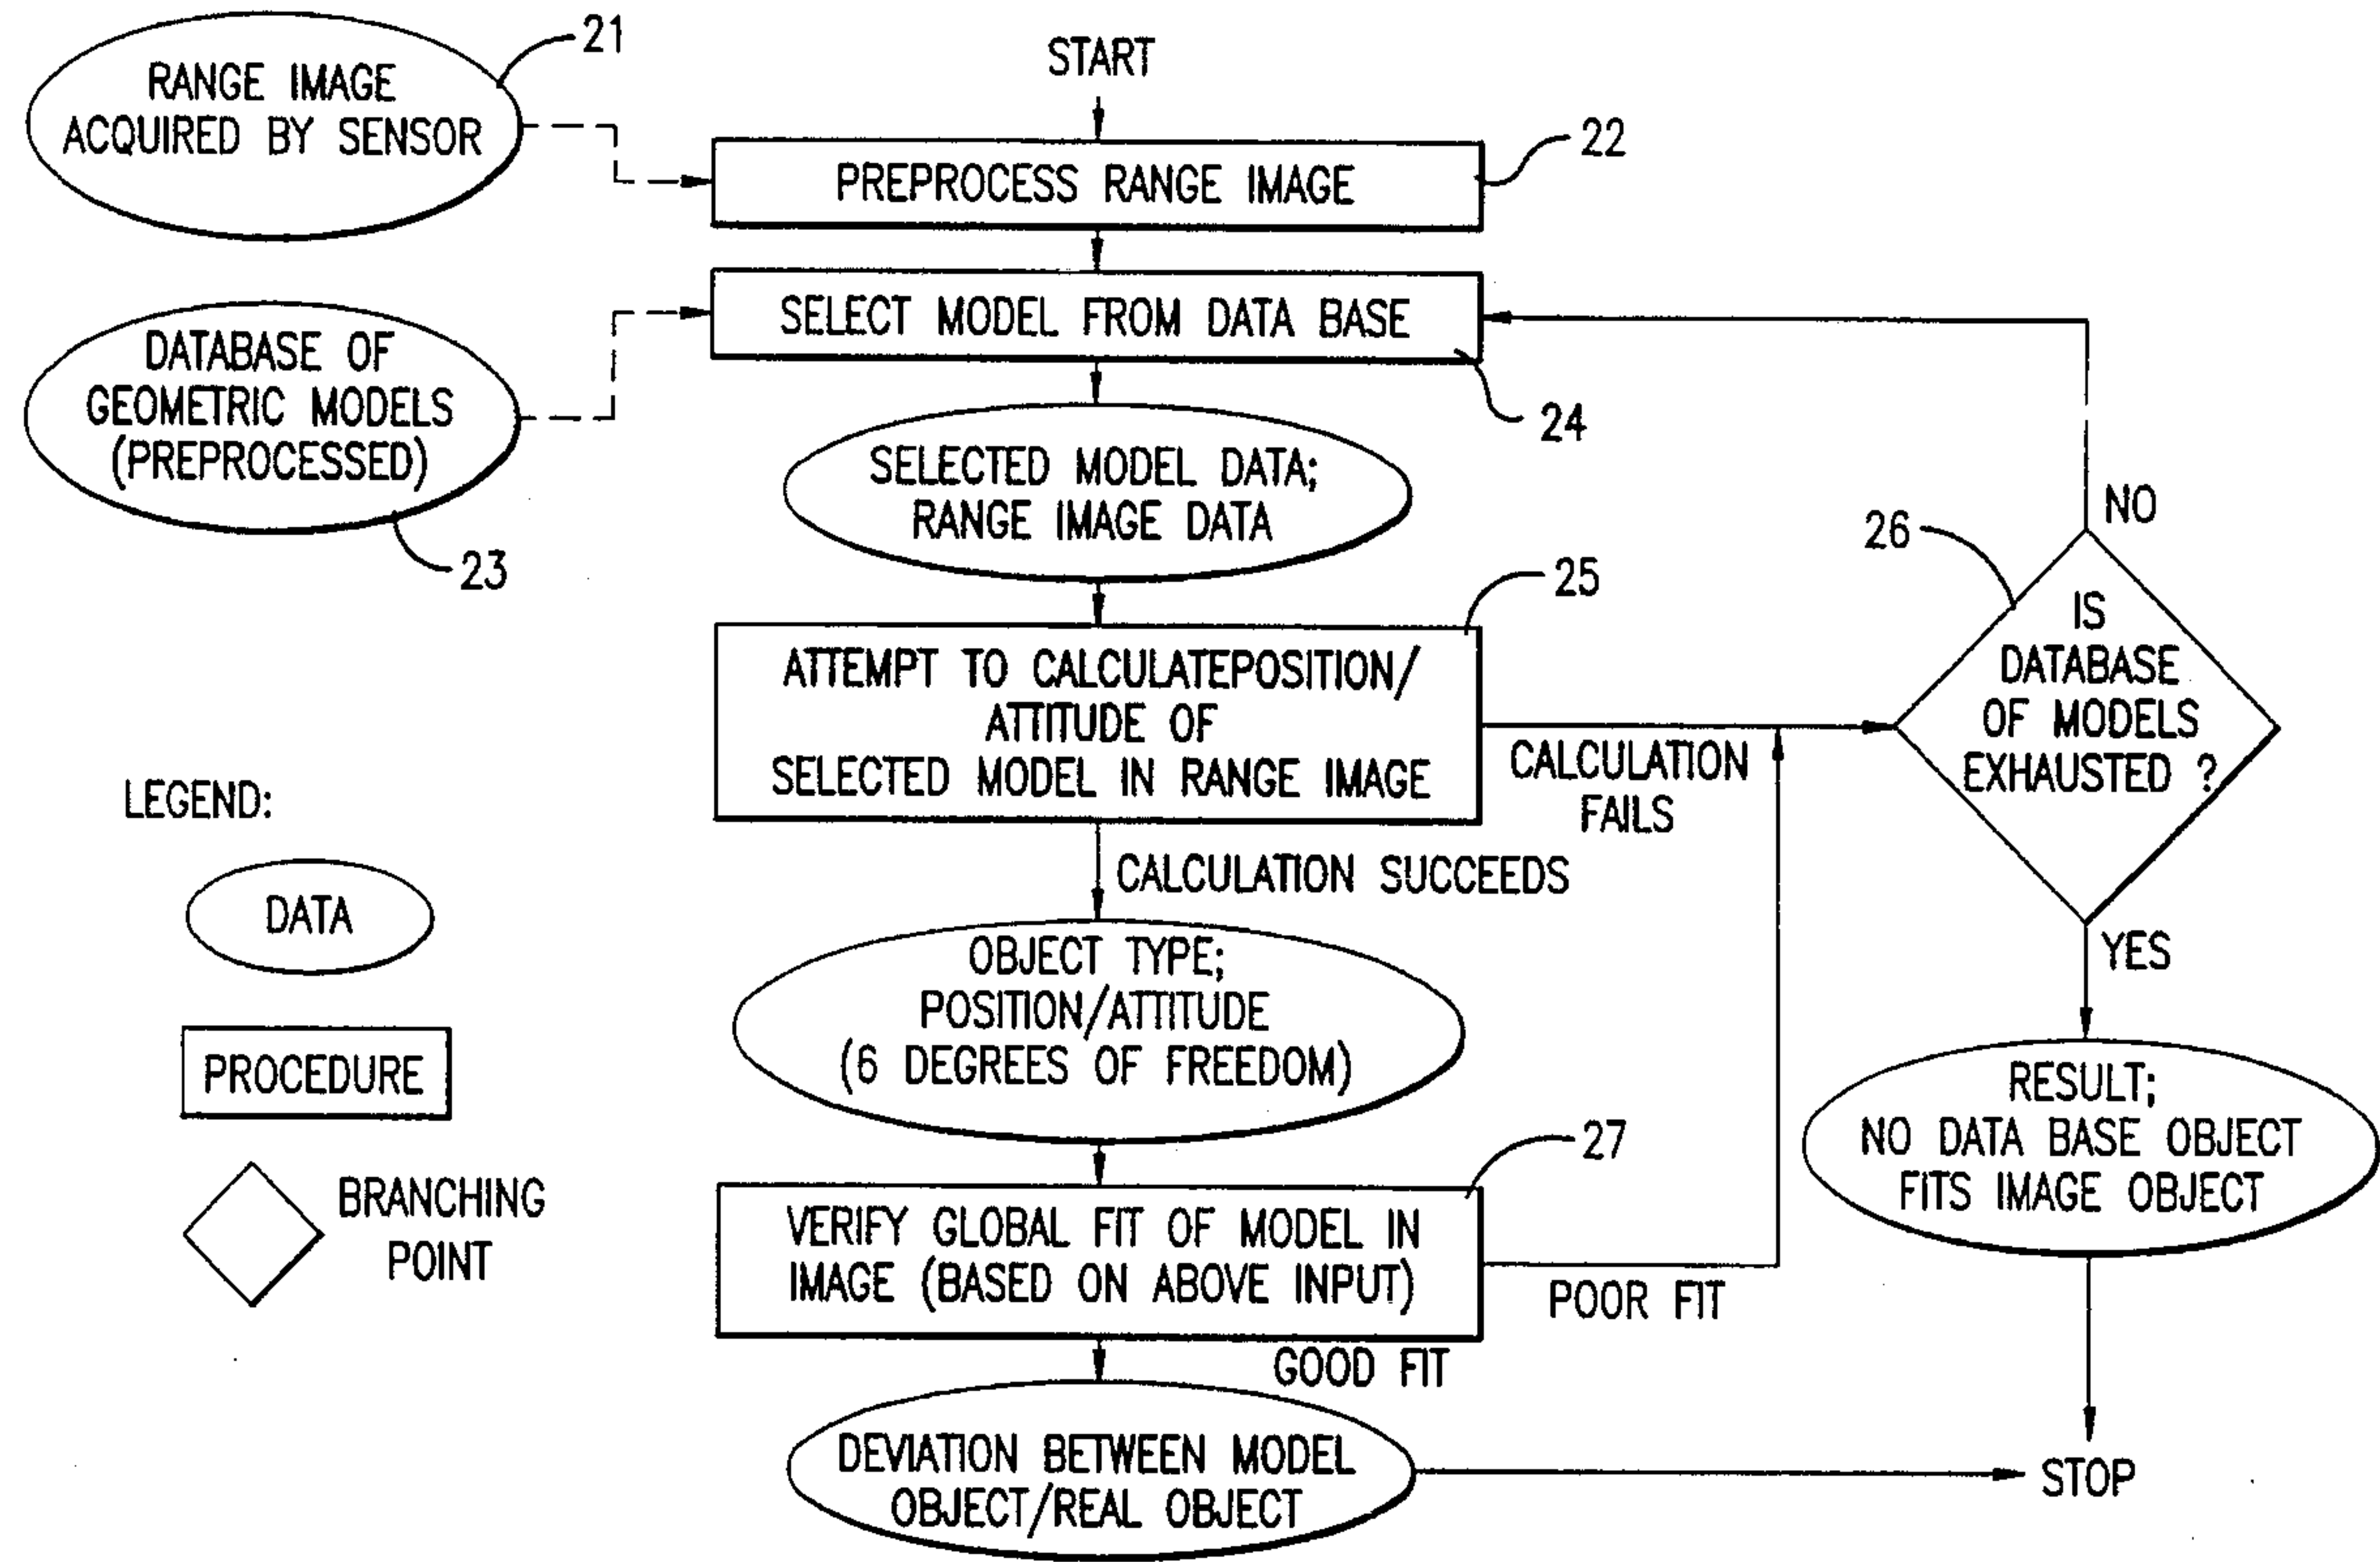 RANGE IMAGE
ACQUIRED BY SENSOR
21
START
PREPROCESS RANGE IMAGE
22
SELECT MODEL FROM DATA BASE
24
DATABASE OF
GEOMETRIC MODELS
(PREPROCESSED)
23
SELECTED MODEL DATA;
RANGE IMAGE DATA
25
ATTEMPT TO CALCULATEPOSITION/
ATTITUDE OF
SELECTED MODEL IN RANGE IMAGE
CALCULATION
FAILS
26
NO
IS
DATABASE
OF MODELS
EXHAUSTED ?
YES
CALCULATION SUCCEEDS
OBJECT TYPE;
POSITION/ATTITUDE
(6 DEGREES OF FREEDOM)
27
VERIFY GLOBAL FIT OF MODEL IN
IMAGE (BASED ON ABOVE INPUT)
POOR FIT
GOOD FIT
DEVIATION BETWEEN MODEL
OBJECT/REAL OBJECT
RESULT;
NO DATA BASE OBJECT
FITS IMAGE OBJECT
STOP
LEGEND:
DATA
PROCEDURE
BRANCHING
POINT